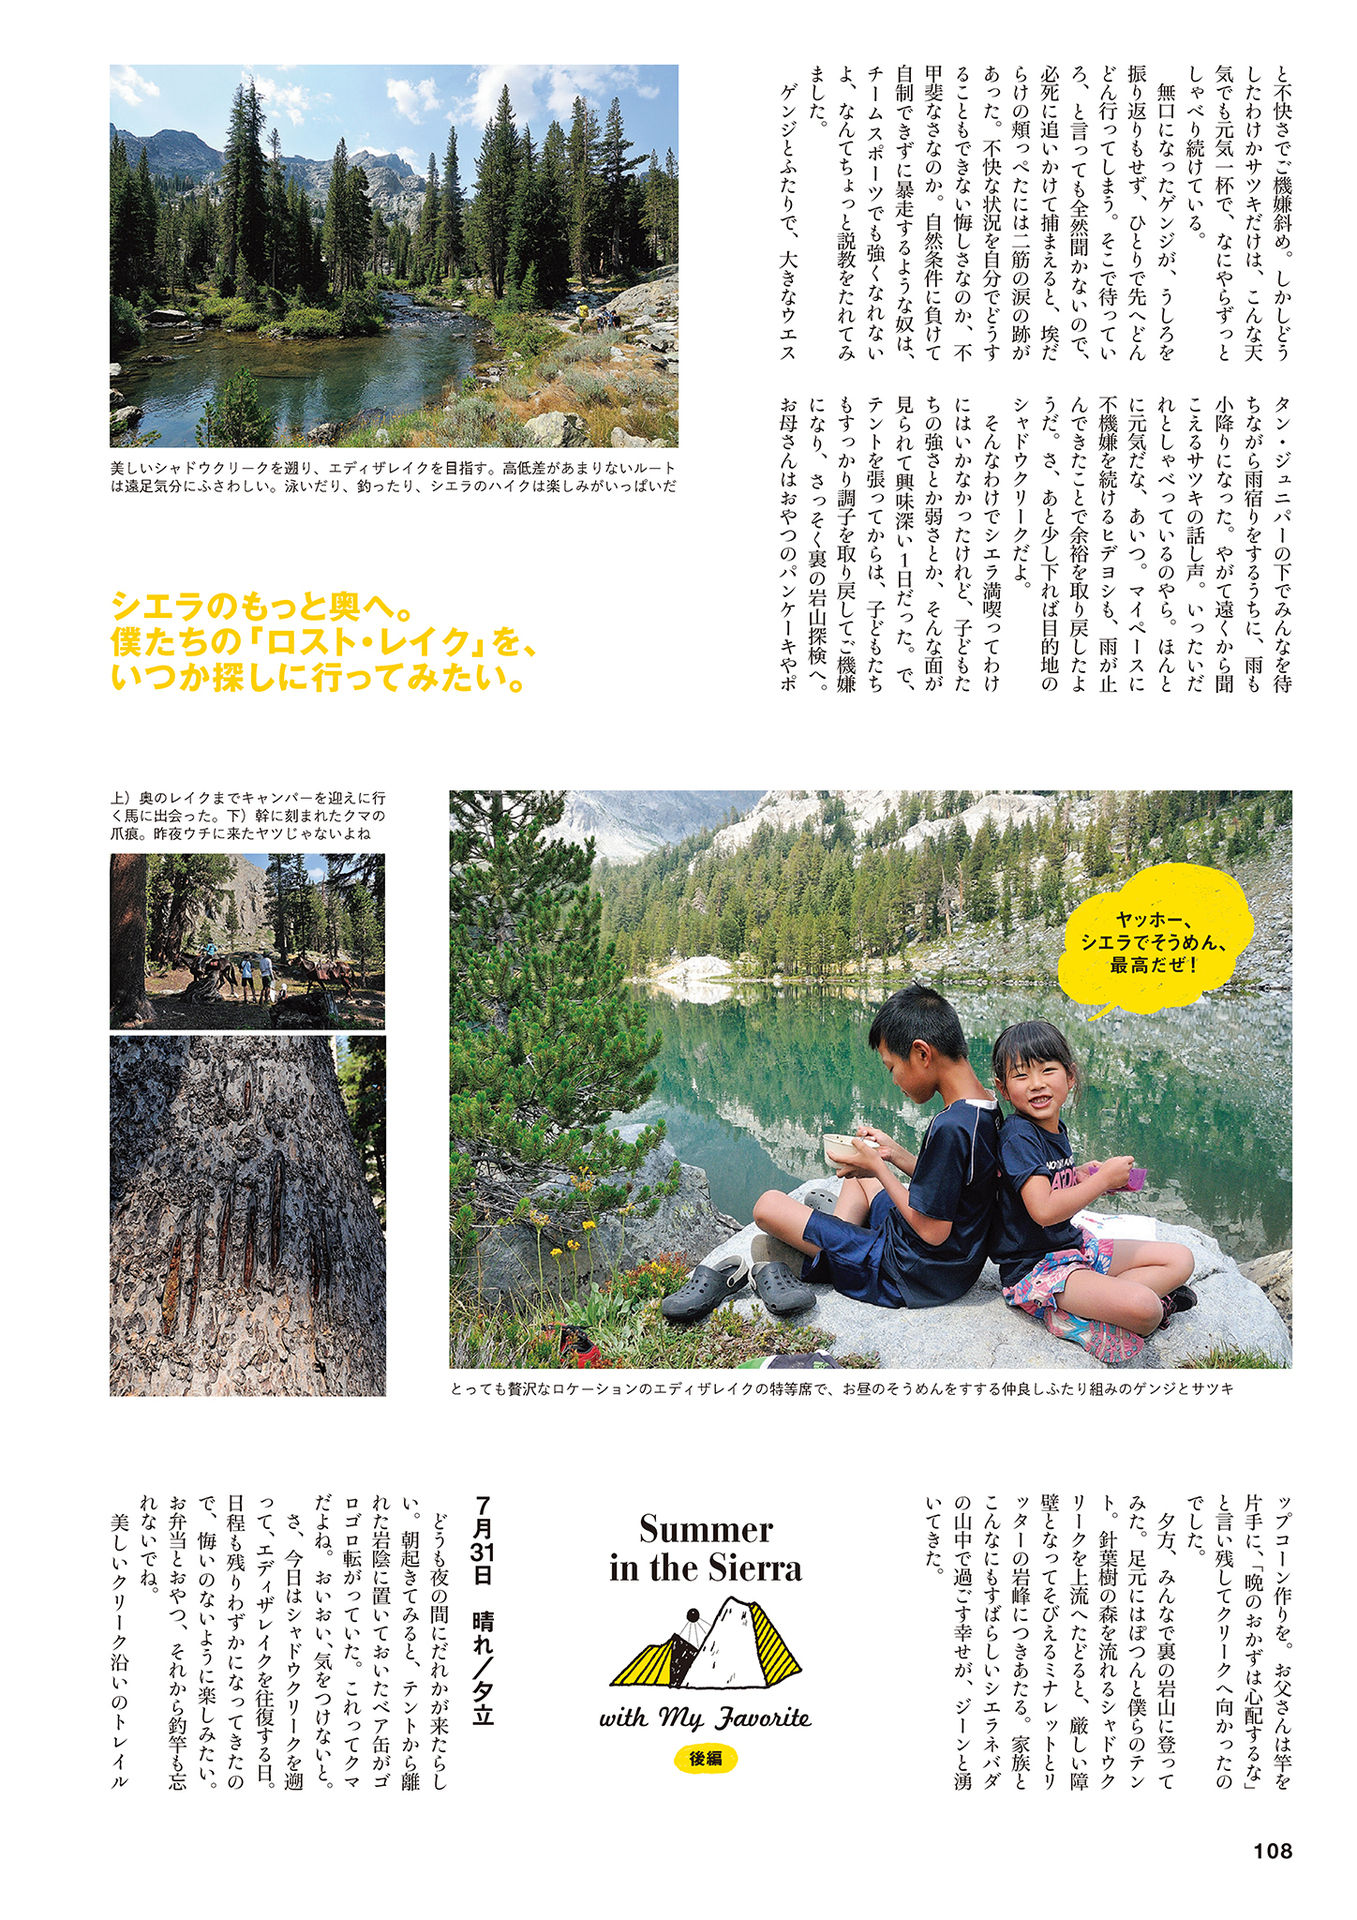 と不快さでご機嫌斜め。しかしどう
したわけかサツキだけは、こんな天
気でも元気一杯で、なにやらずっと
しゃべり続けている。
無口になったゲンジが、うしろを
振り返りもせず、ひとりで先へどん
どん行ってしまう。そこで待ってい
ろ、と言っても全然聞かないので、
必死に追いかけて捕まえると、埃だ
らけの頬っぺたには二筋の涙の跡が
あった。不快な状況を自分でどうす
ることもできない悔しさなのか、不
甲斐なさなのか。自然条件に負けて
自制できずに暴走するような奴は、
チームスポーツでも強くなれない
よ、なんてちょっと説教をたれてみ
ました。
ゲンジとふたりで、大きなウエス
タン・ジュニパーの下でみんなを待
ちながら雨宿りをするうちに、雨も
小降りになった。やがて遠くから聞
こえるサツキの話し声。いったいだ
れとしゃべっているのやら。ほんと
に元気だな、あいつ。マイペースに
不機嫌を続けるヒデヨシも、雨が止
んできたことで余裕を取り戻したよ
うだ。さ、あと少し下れば目的地の
シャドウクリークだよ。
そんなわけでシエラ満喫ってわけ
にはいかなかったけれど、子どもた
ちの強さとか弱さとか、そんな面が
見られて興味深い1日だった。で、
テントを張ってからは、子どもたち
もすっかり調子を取り戻してご機嫌
になり、さっそく裏の岩山探検へ。
お母さんはおやつのパンケーキやポ
美しいシャドウクリークを遡り、エディザレイクを目指す。高低差があまりないルート
は遠足気分にふさわしい。泳いだり、釣ったり、シエラのハイクは楽しみがいっぱいだ
シエラのもっと奥へ。
僕たちの「ロスト・レイク」を、
いつか探しに行ってみたい。
上）奥のレイクまでキャンパーを迎えに行
く馬に出会った。下）幹に刻まれたクマの
爪痕。昨夜ウチに来たヤツじゃないよね
ヤッホー、
シエラでそうめん、
最高だぜ！
とっても贅沢なロケーションのエディザレイクの特等席で、お昼のそうめんをすする仲良しふたり組みのゲンジとサツキ
ップコーン作りを。お父さんは竿を
片手に、「晩のおかずは心配するな」
と言い残してクリークへ向かったの
でした。
夕方、みんなで裏の岩山に登って
みた。足元にはぽつんと僕らのテン
ト。針葉樹の森を流れるシャドウク
リークを上流へたどると、厳しい障
壁となってそびえるミナレットとリ
ッターの岩峰につきあたる。家族と
こんなにもすばらしいシエラネバダ
の山中で過ごす幸せが、ジーンと湧
いてきた。
Summer
in the Sierra
with My Favorite
後編
7月31日　晴れ／夕立
どうも夜の間にだれかが来たらし
い。朝起きてみると、テントから離
れた岩陰に置いておいたベア缶がゴ
ロゴロ転がっていた。これってクマ
だよね。おいおい、気をつけないと。
さ、今日はシャドウクリークを遡
って、エディザレイクを往復する日。
日程も残りわずかになってきたの
で、悔いのないように楽しみたい。
お弁当とおやつ、それから釣竿も忘
れないでね。
美しいクリーク沿いのトレイル
108